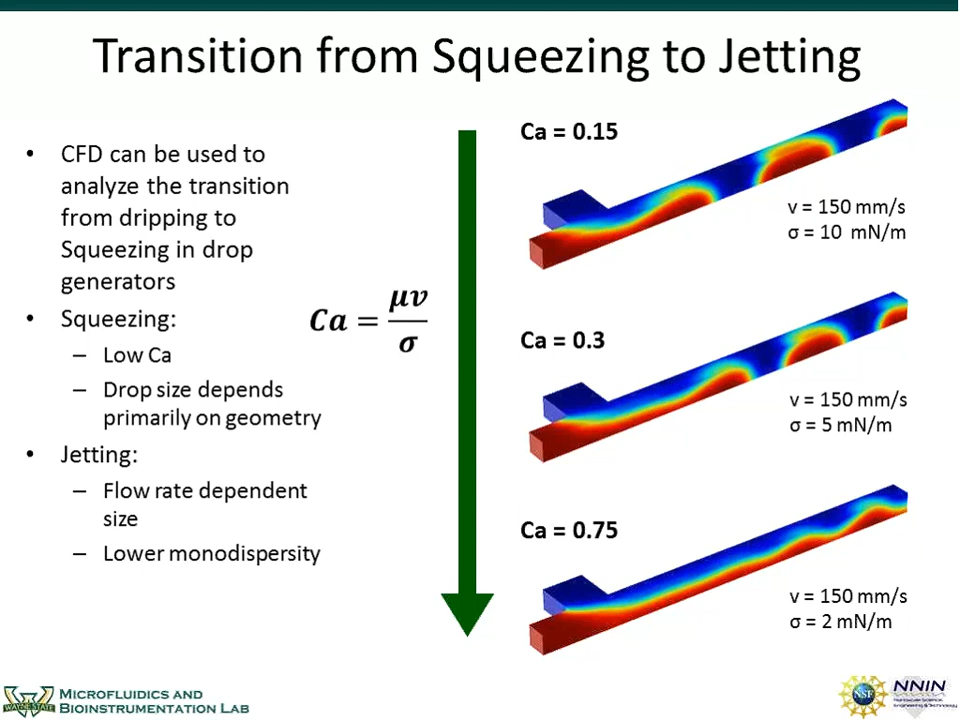 Transition from Squeezing to Jetting
• CFD can be used to
analyze the transition
from dripping to
Squeezing in drop
generators
• Squeezing:
– Low Ca
– Drop size depends
primarily on geometry
• Jetting:
– Flow rate dependent
size
– Lower monodispersity
Ca = μv/σ
Ca = 0.15
v = 150 mm/s
σ = 10 mN/m
Ca = 0.3
v = 150 mm/s
σ = 5 mN/m
Ca = 0.75
v = 150 mm/s
σ = 2 mN/m
WAYNE STATE
MICROFLUIDICS AND
BIOINSTRUMENTATION LAB
NSF
NNIN